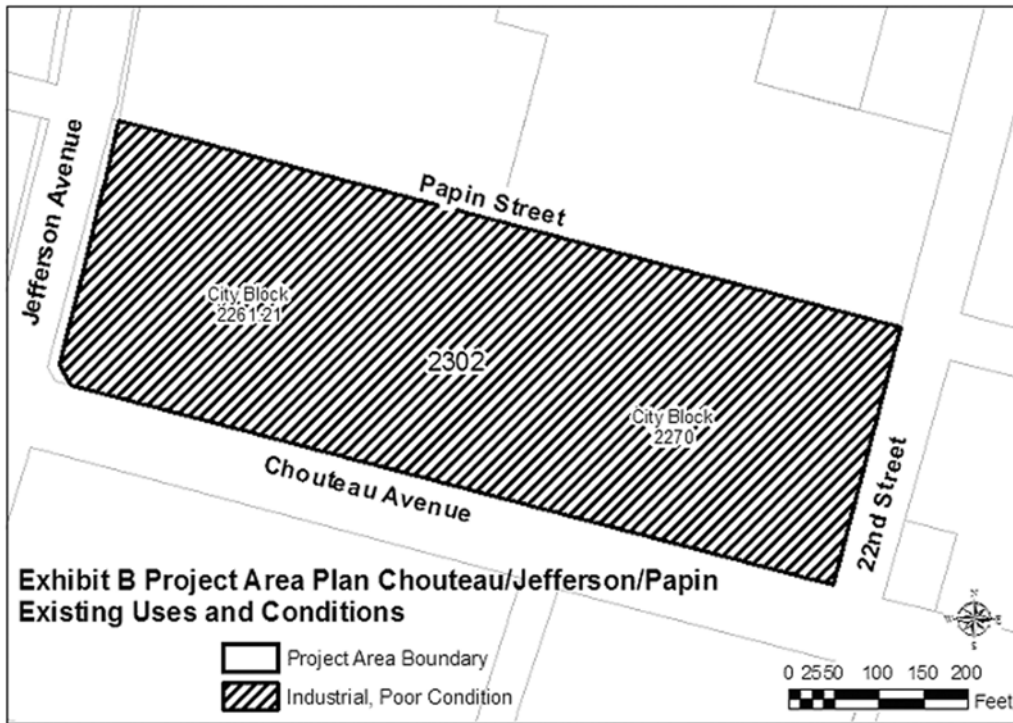 Jefferson Avenue
Papin Street
City Block
2261.21
2302
City Block
2270
Chouteau Avenue
22nd Street
Exhibit B Project Area Plan Chouteau/Jefferson/Papin
Existing Uses and Conditions
Project Area Boundary
Industrial, Poor Condition
N
W E
S
0 25 50 100 150 200
Feet